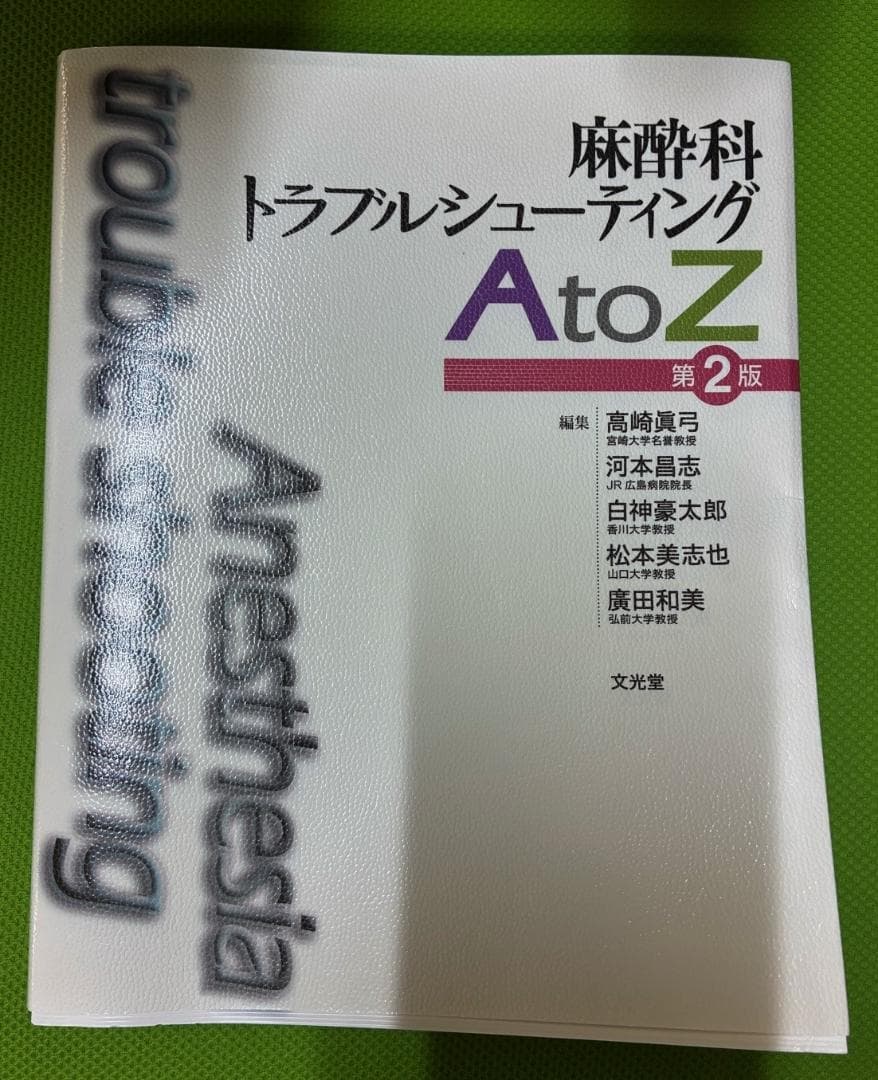 麻酔科
トラブルシューティング
A to Z
第2版
編集
高崎眞弓
宮崎大学名誉教授
河本昌志
JR広島病院院長
白神豪太郎
香川大学教授
松本美志也
山口大学教授
廣田和美
弘前大学教授
文光堂
trouble shooting
Anesthesia